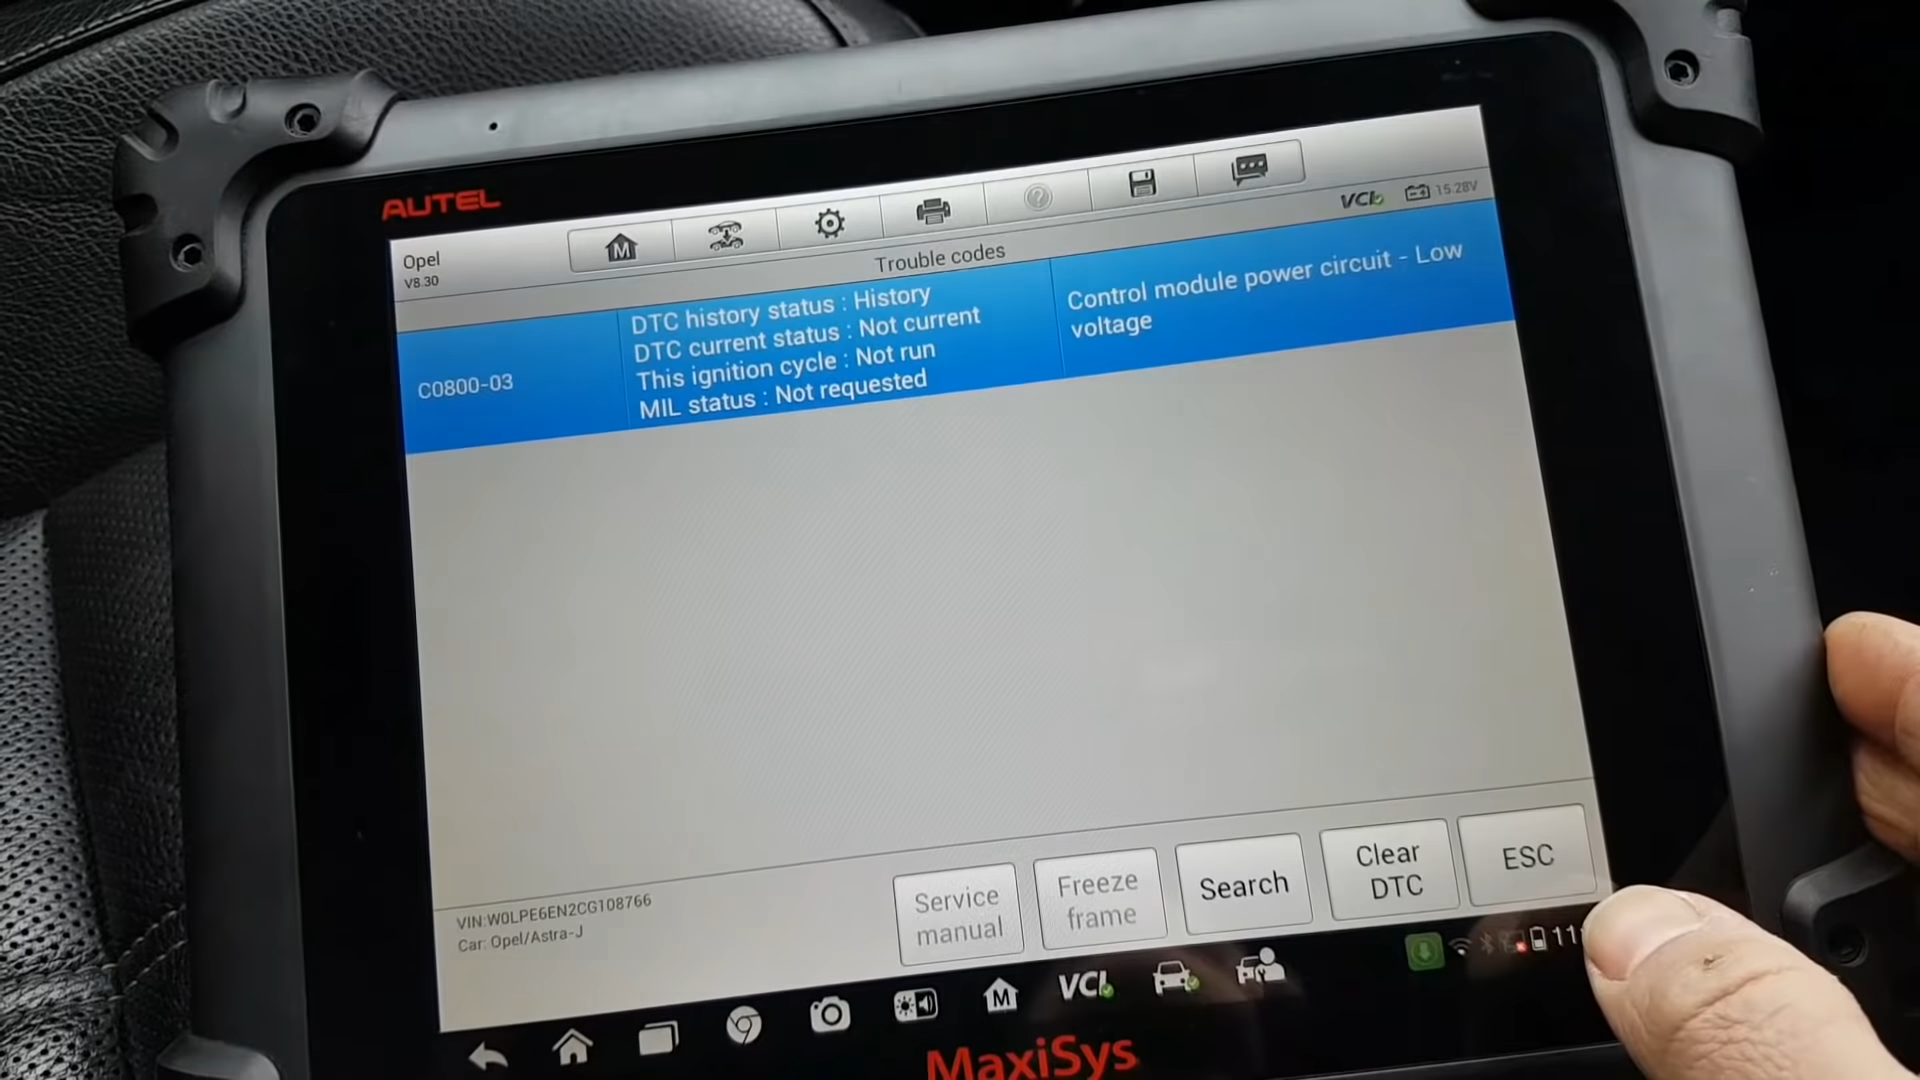 AUTEL
Opel
V8.30
M
VCI
15.28V
Trouble codes
C0800-03
DTC history status : History
DTC current status : Not current
This ignition cycle : Not run
MIL status : Not requested
Control module power circuit - Low
voltage
VIN:W0LPE6EN2CG108766
Car: Opel/Astra-J
Service
manual
Freeze
frame
Search
Clear
DTC
ESC
M
VCI
MaxiSys